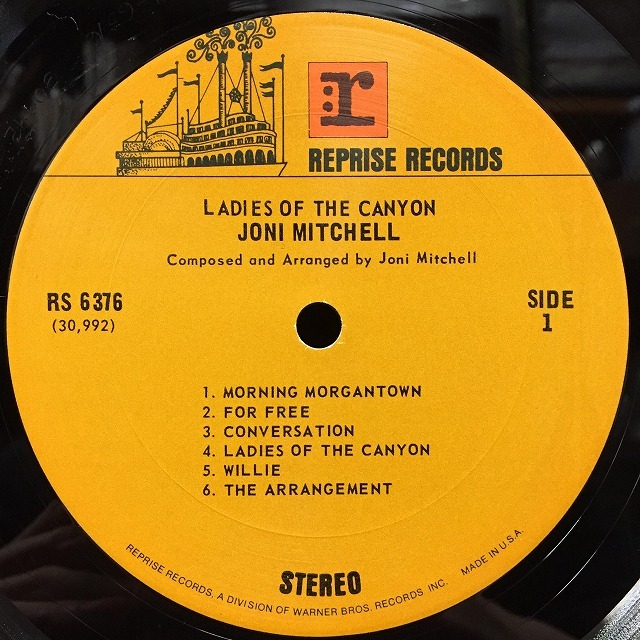 :r
REPRISE RECORDS
LADIES OF THE CANYON
JONI MITCHELL
Composed and Arranged by Joni Mitchell
RS 6376
(30,992)
SIDE
1
1. MORNING MORGANTOWN
2. FOR FREE
3. CONVERSATION
4. LADIES OF THE CANYON
5. WILLIE
6. THE ARRANGEMENT
STEREO
REPRISE RECORDS, A DIVISION OF WARNER BROS. RECORDS INC. MADE IN U.S.A.